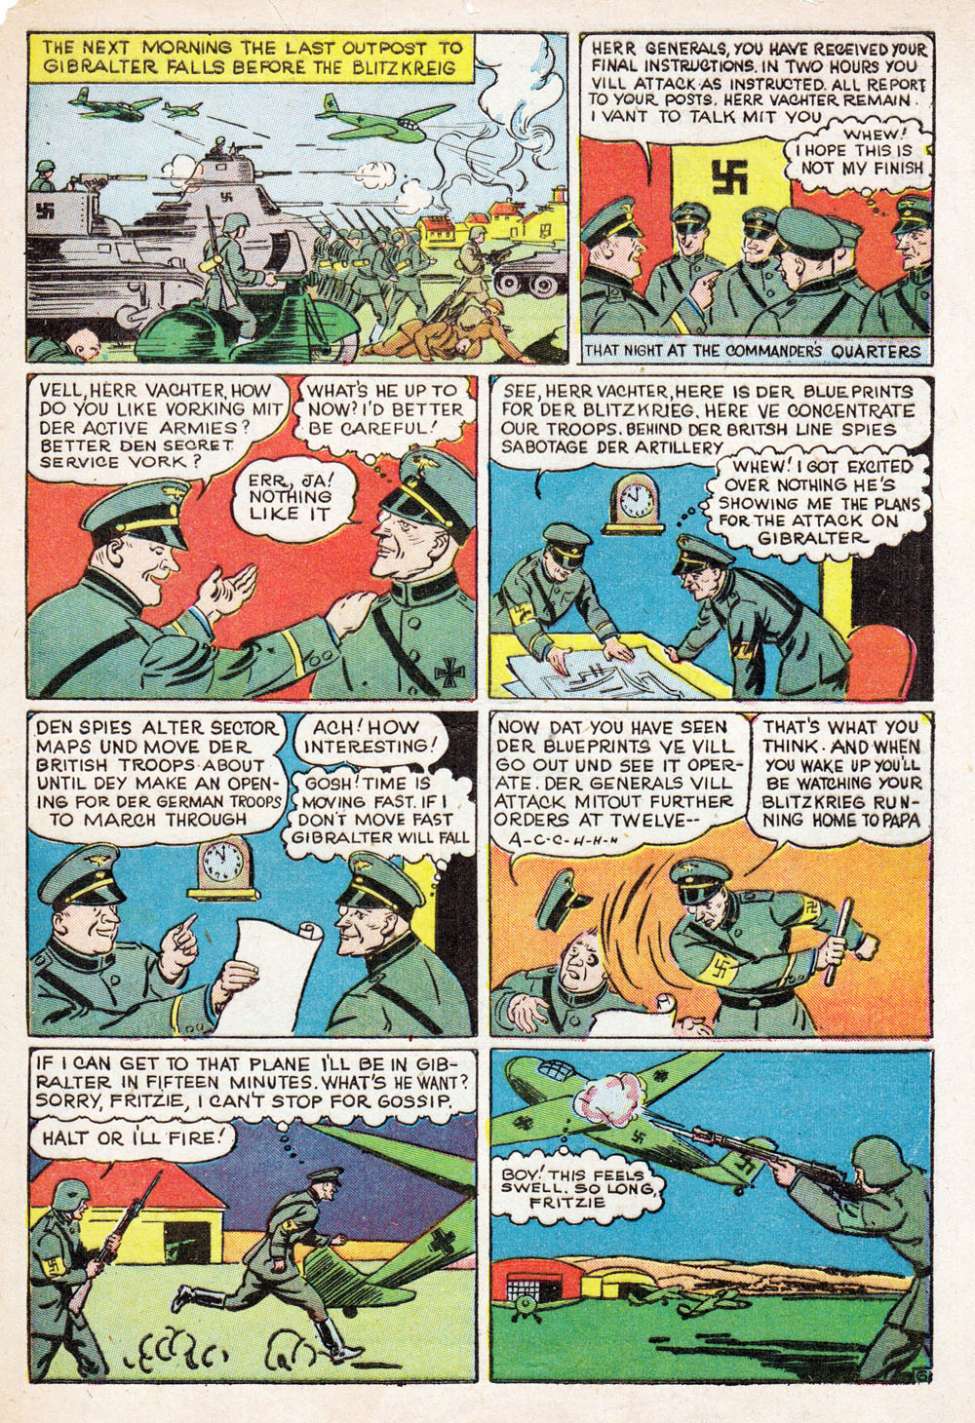 THE NEXT MORNING THE LAST OUTPOST TO
GIBRALTER FALLS BEFORE THE BLITZKREIG
HERR GENERALS, YOU HAVE RECEIVED YOUR
FINAL INSTRUCTIONS. IN TWO HOURS YOU
VILL ATTACK AS INSTRUCTED. ALL REPORT
TO YOUR POSTS. HERR VACHTER REMAIN.
I VANT TO TALK MIT YOU
WHEW!
I HOPE THIS IS
NOT MY FINISH
THAT NIGHT AT THE COMMANDER'S QUARTERS
VELL, HERR VACHTER, HOW
DO YOU LIKE VORKING MIT
DER ACTIVE ARMIES?
BETTER DEN SECRET
SERVICE VORK?
WHAT'S HE UP TO
NOW? I'D BETTER
BE CAREFUL!
ERR, JA!
NOTHING
LIKE IT
SEE, HERR VACHTER, HERE IS DER BLUEPRINTS
FOR DER BLITZKRIEG. HERE VE CONCENTRATE
OUR TROOPS. BEHIND DER BRITSH LINE SPIES
SABOTAGE DER ARTILLERY
WHEW! I GOT EXCITED
OVER NOTHING HE'S
SHOWING ME THE PLANS
FOR THE ATTACK ON
GIBRALTER
DEN SPIES ALTER SECTOR
MAPS UND MOVE DER
BRITISH TROOPS ABOUT
UNTIL DEY MAKE AN OPEN-
ING FOR DER GERMAN TROOPS
TO MARCH THROUGH
ACH! HOW
INTERESTING!
GOSH! TIME IS
MOVING FAST. IF I
DON'T MOVE FAST
GIBRALTER WILL FALL
NOW DAT YOU HAVE SEEN
DER BLUEPRINTS VE VILL
GO OUT UND SEE IT OPER-
ATE. DER GENERALS VILL
ATTACK MITOUT FURTHER
ORDERS AT TWELVE--
A-C-C-H-H-H
THAT'S WHAT YOU
THINK. AND WHEN
YOU WAKE UP YOU'LL
BE WATCHING YOUR
BLITZKRIEG RUN-
NING HOME TO PAPA
IF I CAN GET TO THAT PLANE I'LL BE IN GIB-
RALTER IN FIFTEEN MINUTES. WHAT'S HE WANT?
SORRY, FRITZIE, I CAN'T STOP FOR GOSSIP.
HALT OR I'LL FIRE!
BOY! THIS FEELS
SWELL. SO LONG,
FRITZIE
6